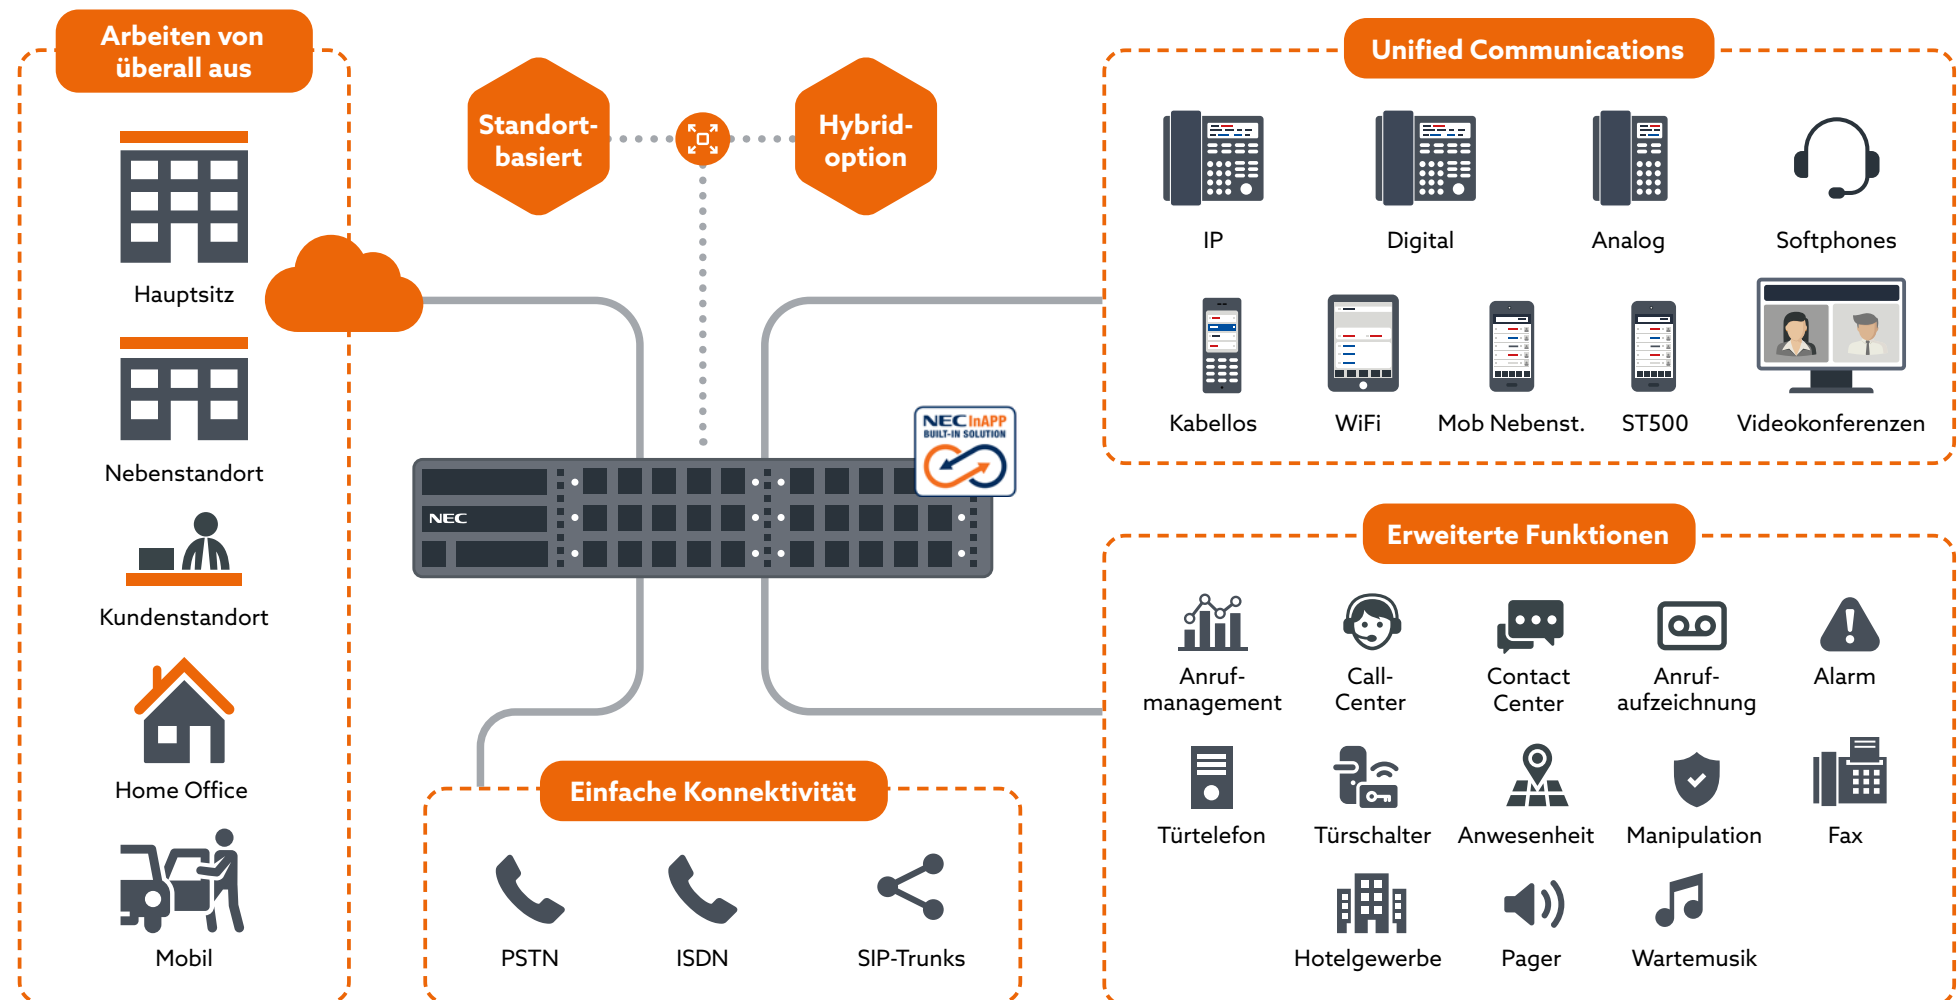 Arbeiten von
überall aus
Hauptsitz
Nebenstandort
Kundenstandort
Home Office
Mobil
Standort-
basiert
Hybrid-
option
NEC InAPP
BUILT-IN SOLUTION
NEC
Einfache Konnektivität
PSTN
ISDN
SIP-Trunks
Unified Communications
IP
Digital
Analog
Softphones
Kabellos
WiFi
Mob Nebenst.
ST500
Videokonferenzen
Erweiterte Funktionen
Anruf-
management
Call-
Center
Contact
Center
Anruf-
aufzeichnung
Alarm
Türtelefon
Türschalter
Anwesenheit
Manipulation
Fax
Hotelgewerbe
Pager
Wartemusik